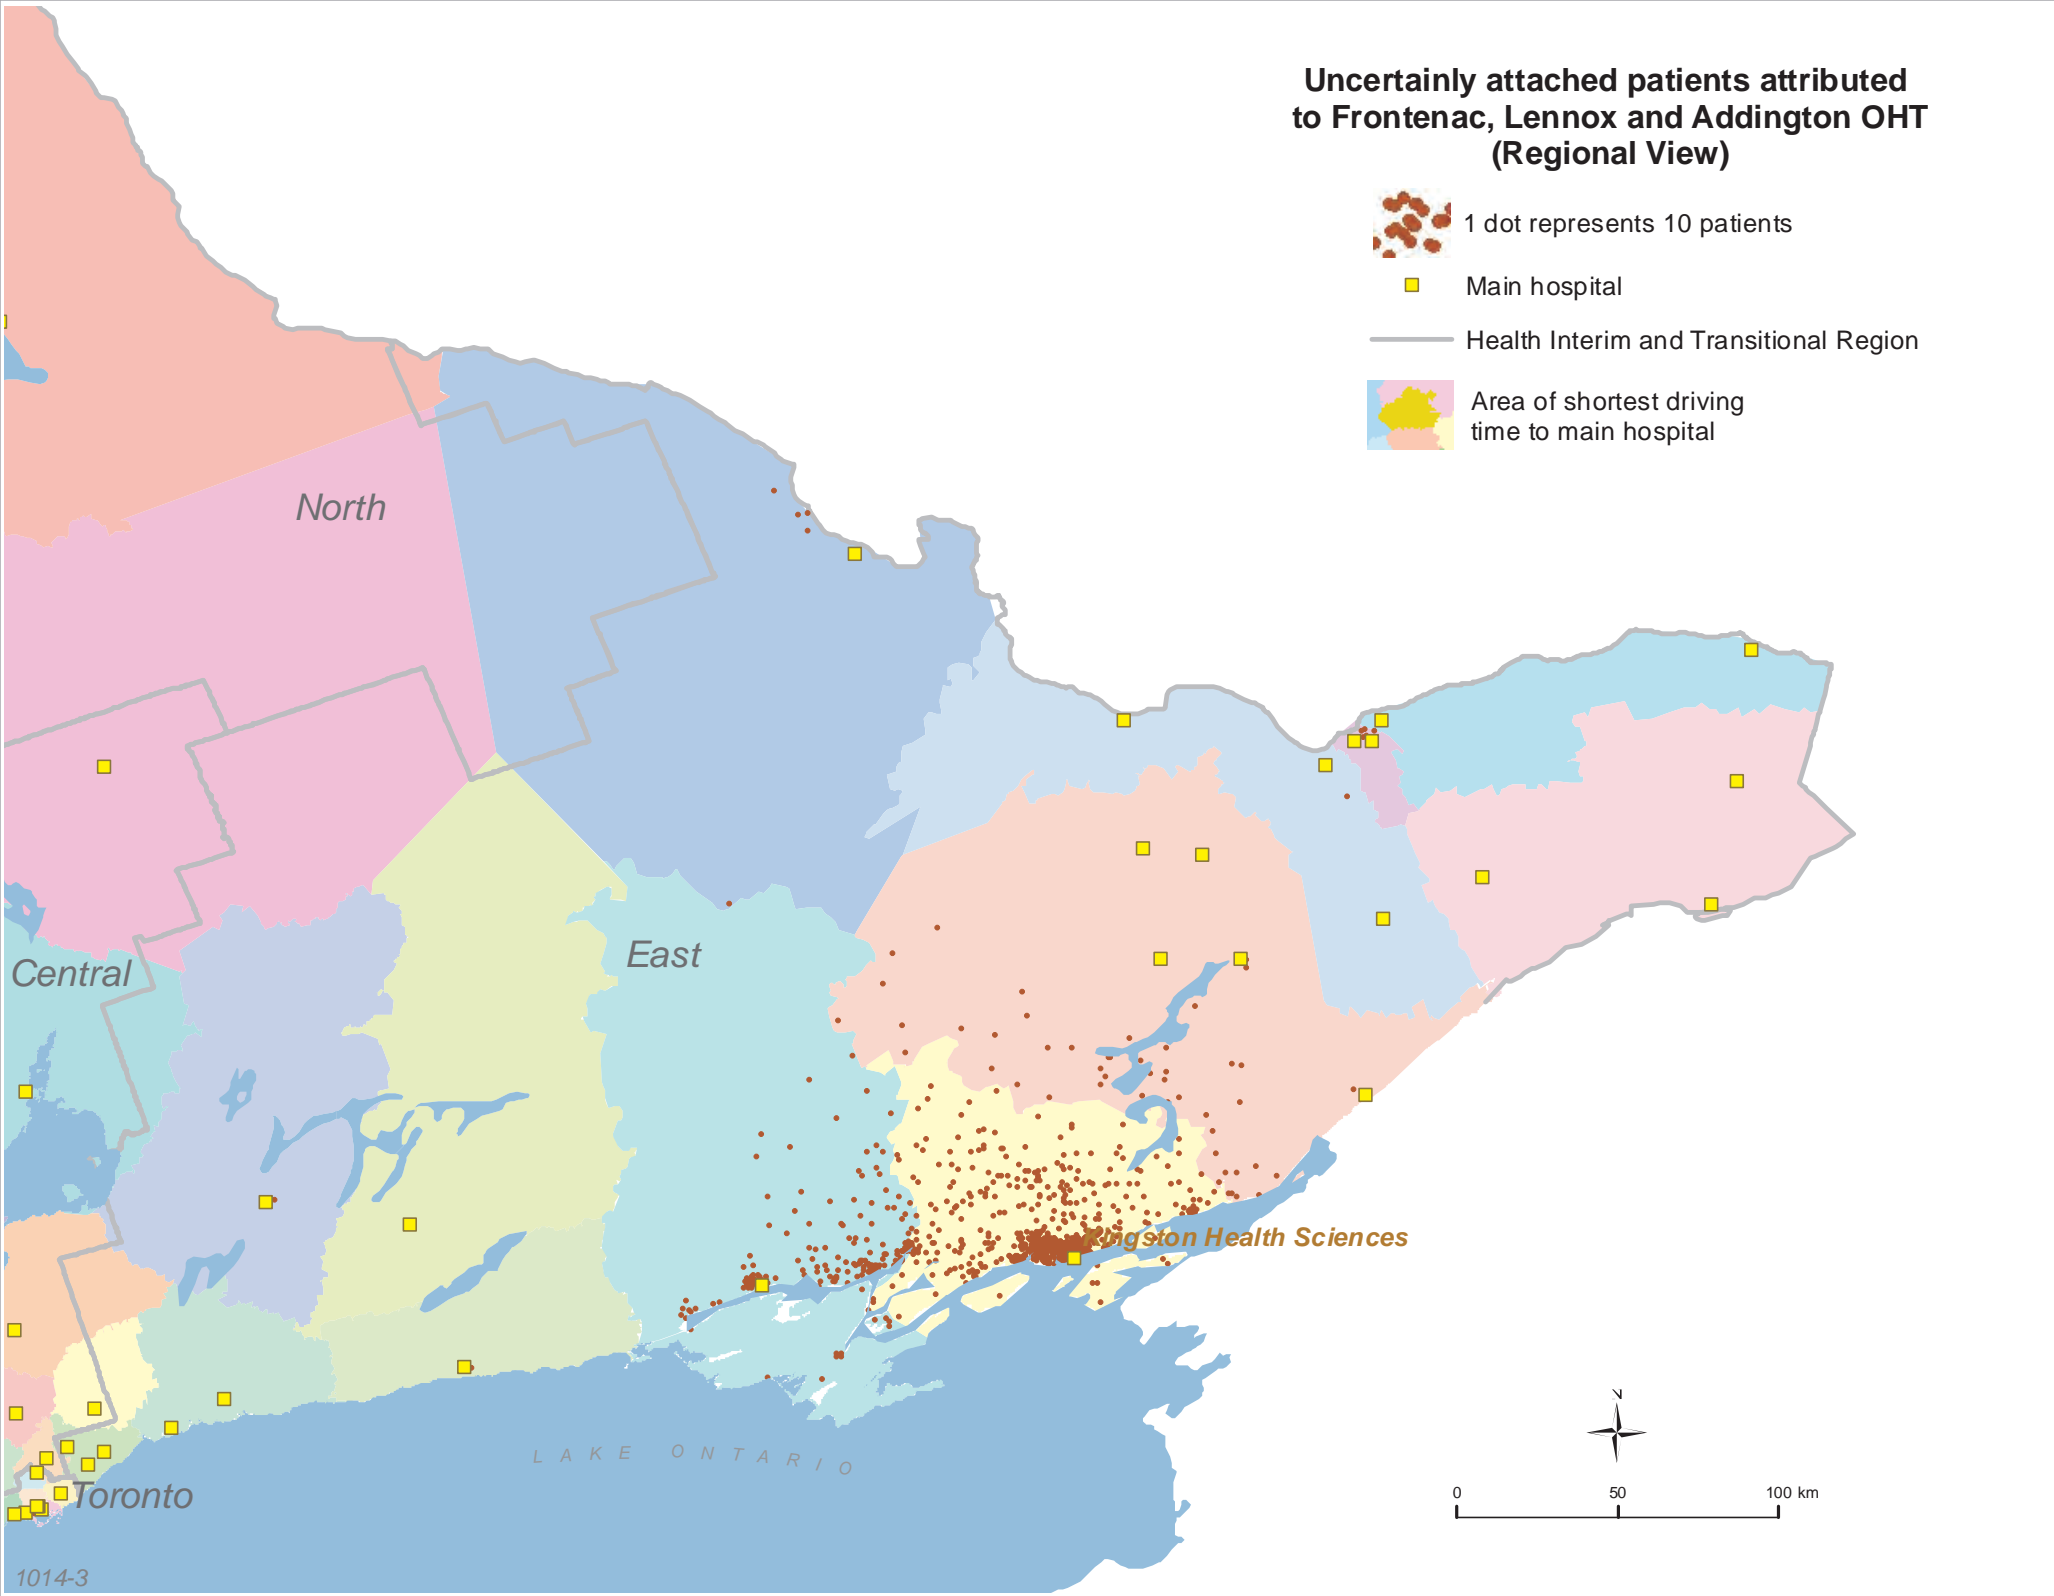 Uncertainly attached patients attributed
to Frontenac, Lennox and Addington OHT
(Regional View)
1 dot represents 10 patients
Main hospital
Health Interim and Transitional Region
Area of shortest driving
time to main hospital
North
East
Central
Kingston Health Sciences
LAKE ONTARIO
Toronto
N
0 50 100 km
1014-3